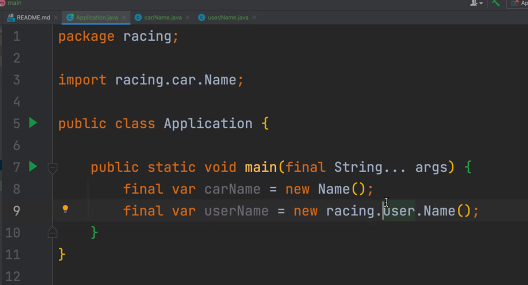 main
README.md
Application.java
carName.java
userName.java
1 package racing;
2
3 import racing.car.Name;
4
5 public class Application {
6
7 public static void main(final String... args) {
8 final var carName = new Name();
9 final var userName = new racing.user.Name();
10 }
11 }
12